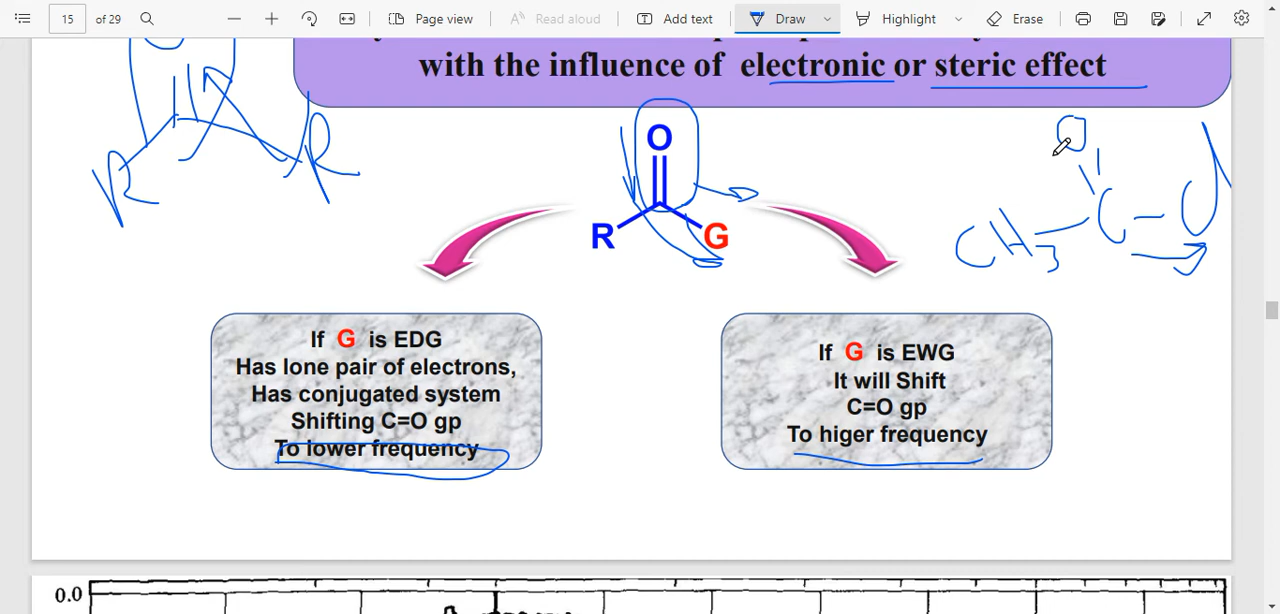 15 of 29
Page view
Read aloud
Add text
Draw
Highlight
Erase
with the influence of electronic or steric effect
O
R G
R R
O
CH3 – C – Cl
If G is EDG
Has lone pair of electrons,
Has conjugated system
Shifting C=O gp
To lower frequency
If G is EWG
It will Shift
C=O gp
To higer frequency
0.0